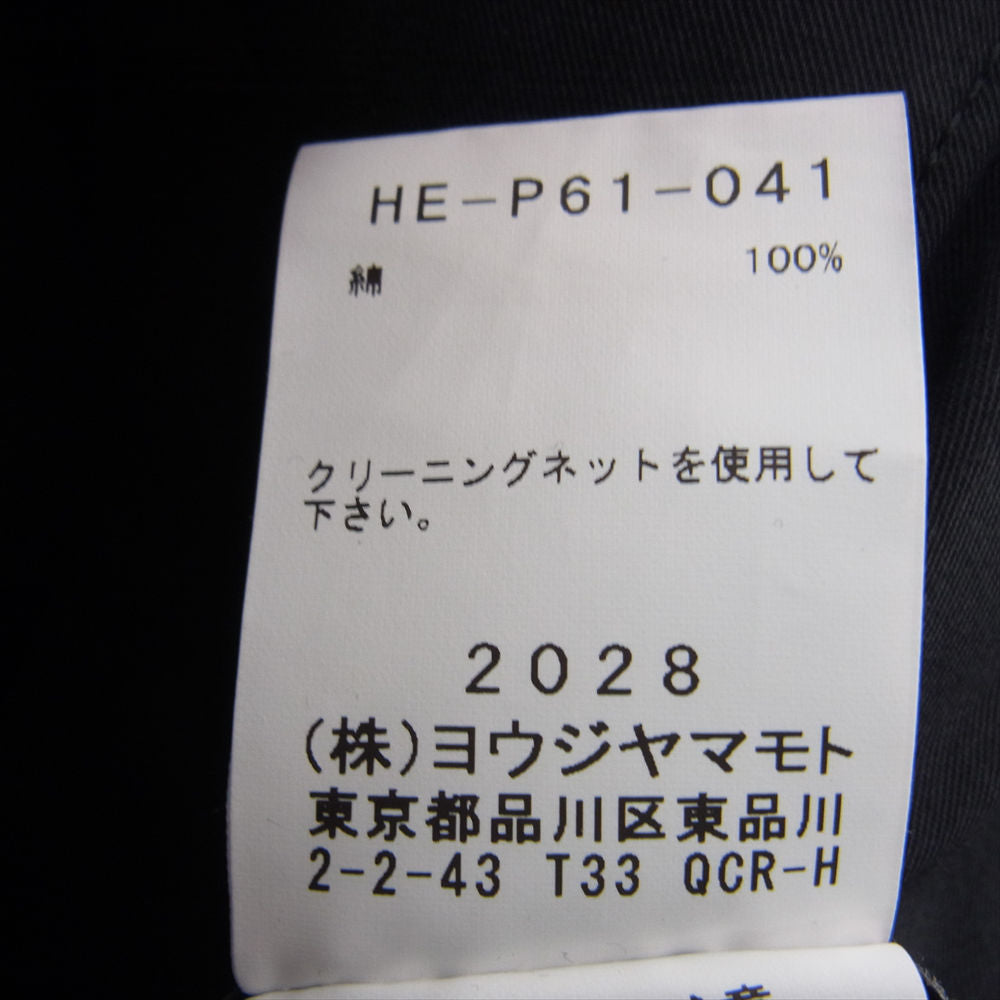 HE-P61-041
綿 100%
クリーニングネットを使用して
下さい。
2028
(株)ヨウジヤマモト
東京都品川区東品川
2-2-43 T33 QCR-H